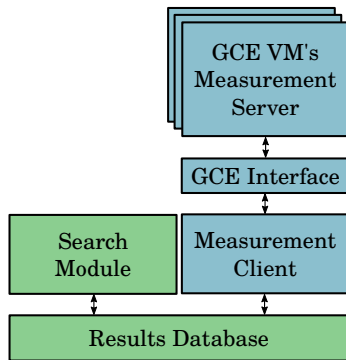 GCE VM's
Measurement
Server
GCE Interface
Search
Module
Measurement
Client
Results Database